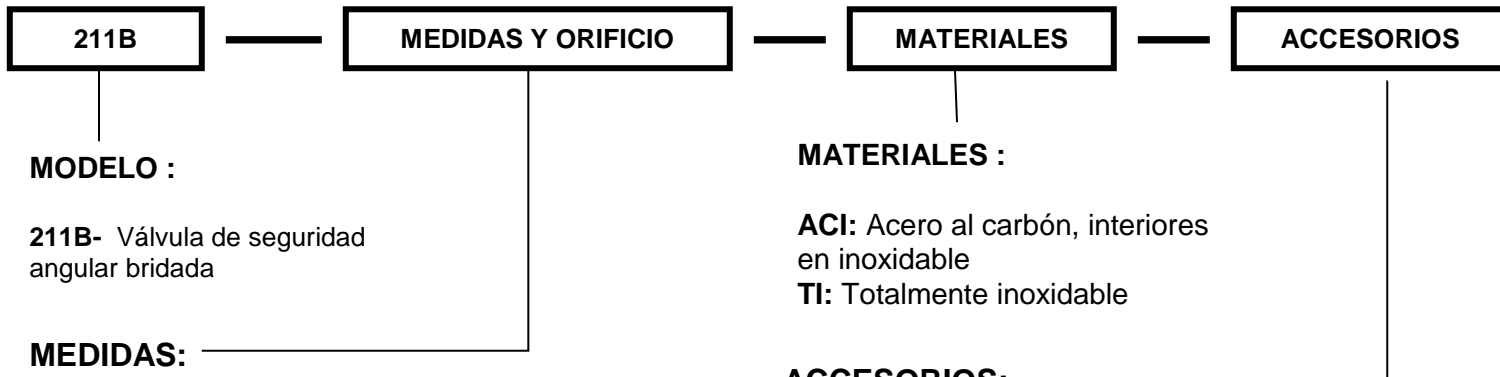 211B
MEDIDAS Y ORIFICIO
MATERIALES
ACCESORIOS
MODELO :
211B- Válvula de seguridad
angular bridada
MEDIDAS:
MATERIALES :
ACI: Acero al carbón, interiores
en inoxidable
TI: Totalmente inoxidable
ACCESORIOS: